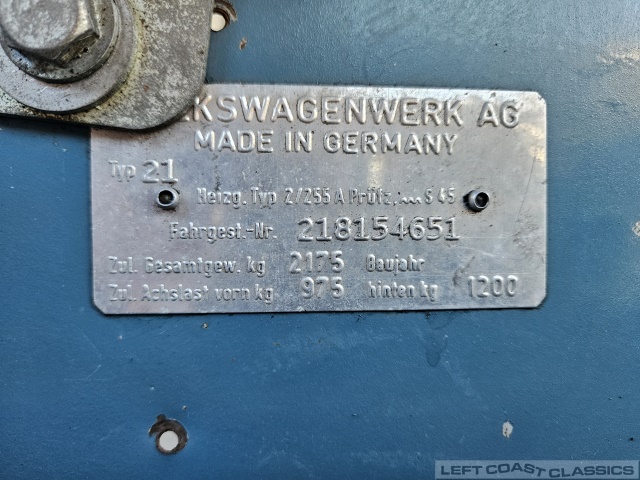 LKSWAGENWERK AG
MADE IN GERMANY
Typ 21
Heizg. Typ 2/255 A Prüfz. S 45
Fahrgest.-Nr. 218154651
Zul. Gesamtgew. kg 2175 Baujahr
Zul. Achslast vorn kg 975 hinten kg 1200
LEFT COAST CLASSICS